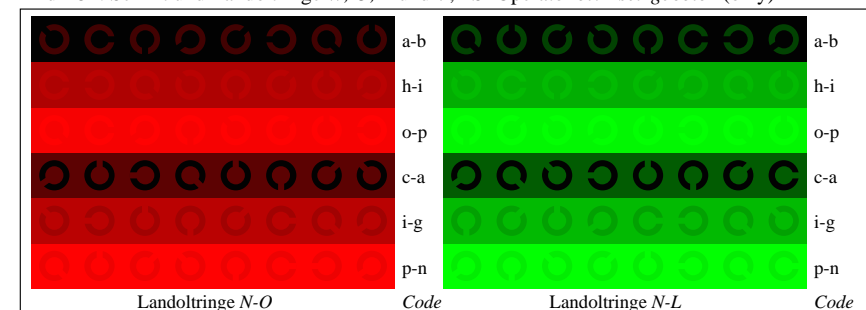 a-b a-b
h-i h-i
o-p o-p
c-a c-a
i-g i-g
p-n p-n
Landoltringe N-O Code Landoltringe N-L Code